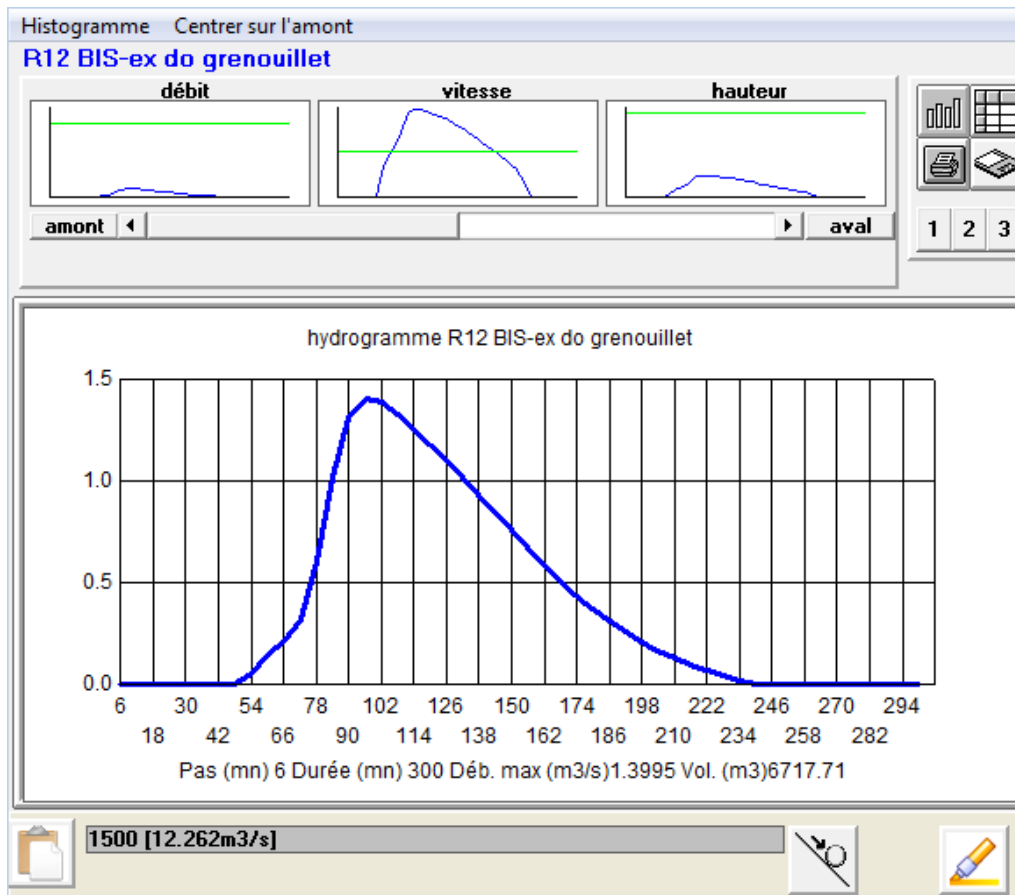 Histogramme Centrer sur l'amont
R12 BIS-ex do grenouillet
débit vitesse hauteur
amont aval
1 2 3
hydrogramme R12 BIS-ex do grenouillet
1.5
1.0
0.5
0.0
6 30 54 78 102 126 150 174 198 222 246 270 294
18 42 66 90 114 138 162 186 210 234 258 282
Pas (mn) 6 Durée (mn) 300 Déb. max (m3/s)1.3995 Vol. (m3)6717.71
1500 [12.262m3/s]